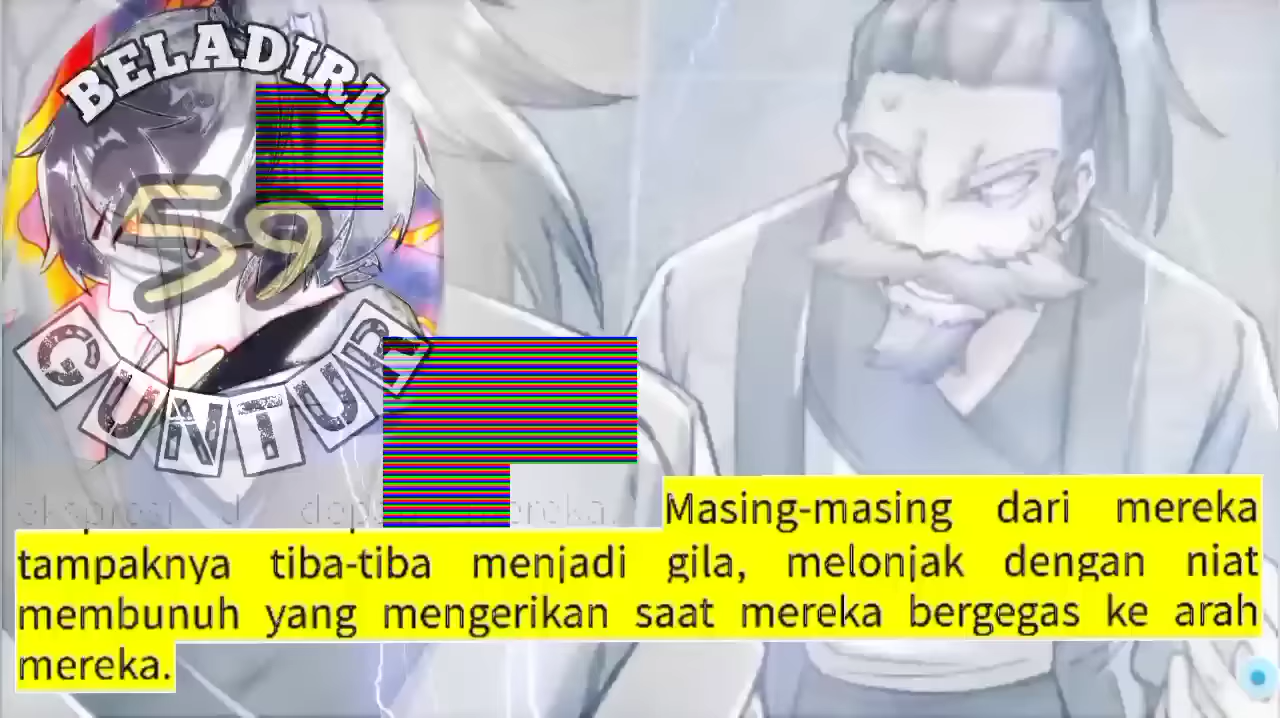 BELADIRI
59
GUNTUR
Masing-masing dari mereka
tampaknya tiba-tiba menjadi gila, melonjak dengan niat
membunuh yang mengerikan saat mereka bergegas ke arah
mereka.